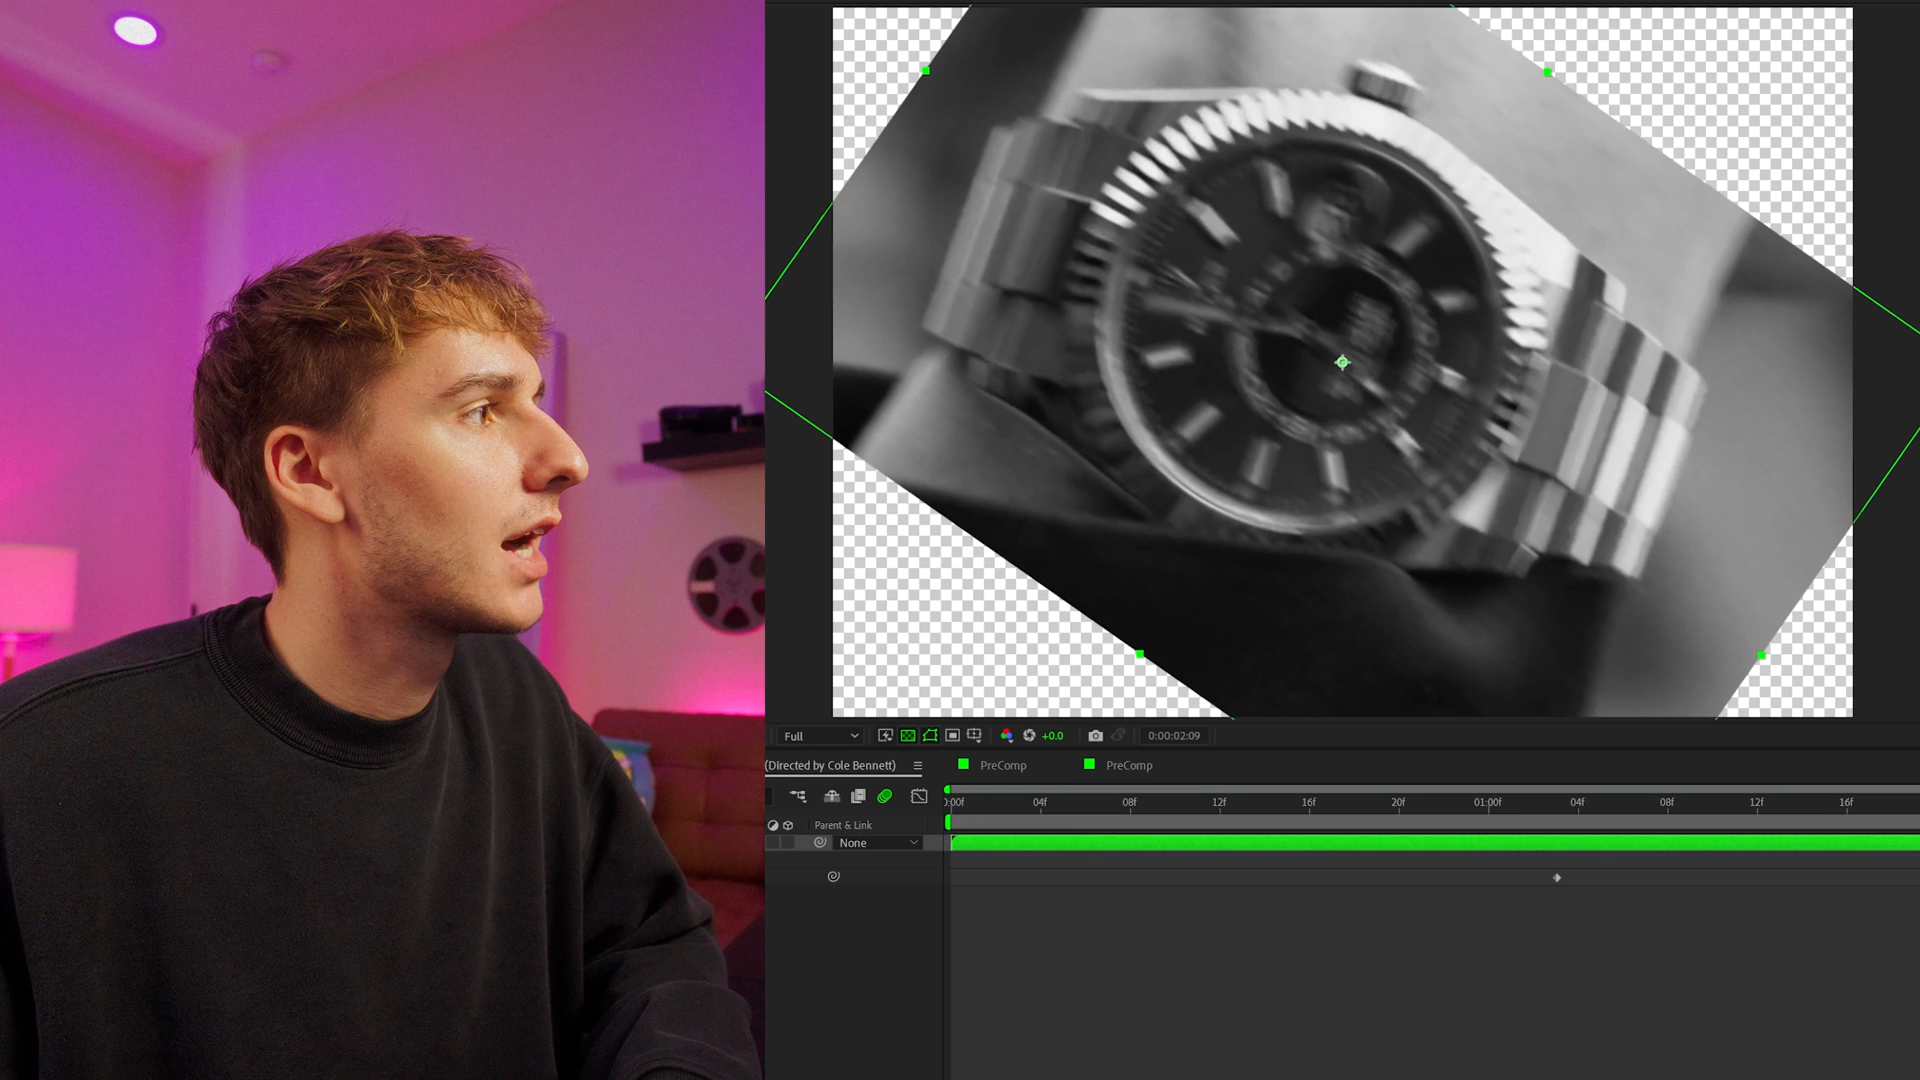 Full
+0.0
0:00:02:09
(Directed by Cole Bennett)
PreComp
PreComp
0:00f 04f 08f 12f 16f 20f 01:00f 04f 08f 12f 16f
Parent & Link
None